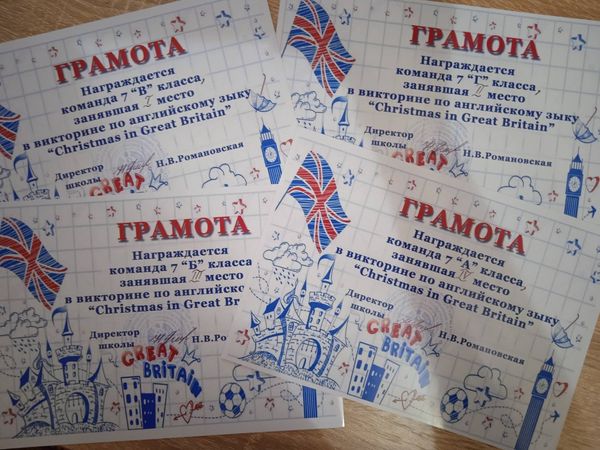 ГРАМОТА
Награждается
команда 7 “В” класса,
занявшая I место
в викторине по английскому зыку
“Christmas in Great Britain”
Директор
школы
Н.В.Романовская
GREAT
ГРАМОТА
Награждается
команда 7 “Г” класса,
занявшая II место
в викторине по английскому зыку
“Christmas in Great Britain”
Директор
школы
Н.В.Романовская
GREAT
ГРАМОТА
Награждается
команда 7 “Б” класса
занявшая III место
в викторине по английско
“Christmas in Great Br
Директор
школы
Н.В.Ро
GREAT
BRITAIN
ГРАМОТА
Награждается
команда 7 “А” класса,
занявшая IV место
в викторине по английскому зыку
“Christmas in Great Britain”
Директор
школы
Н.В.Романовская
GREAT
BRITAIN